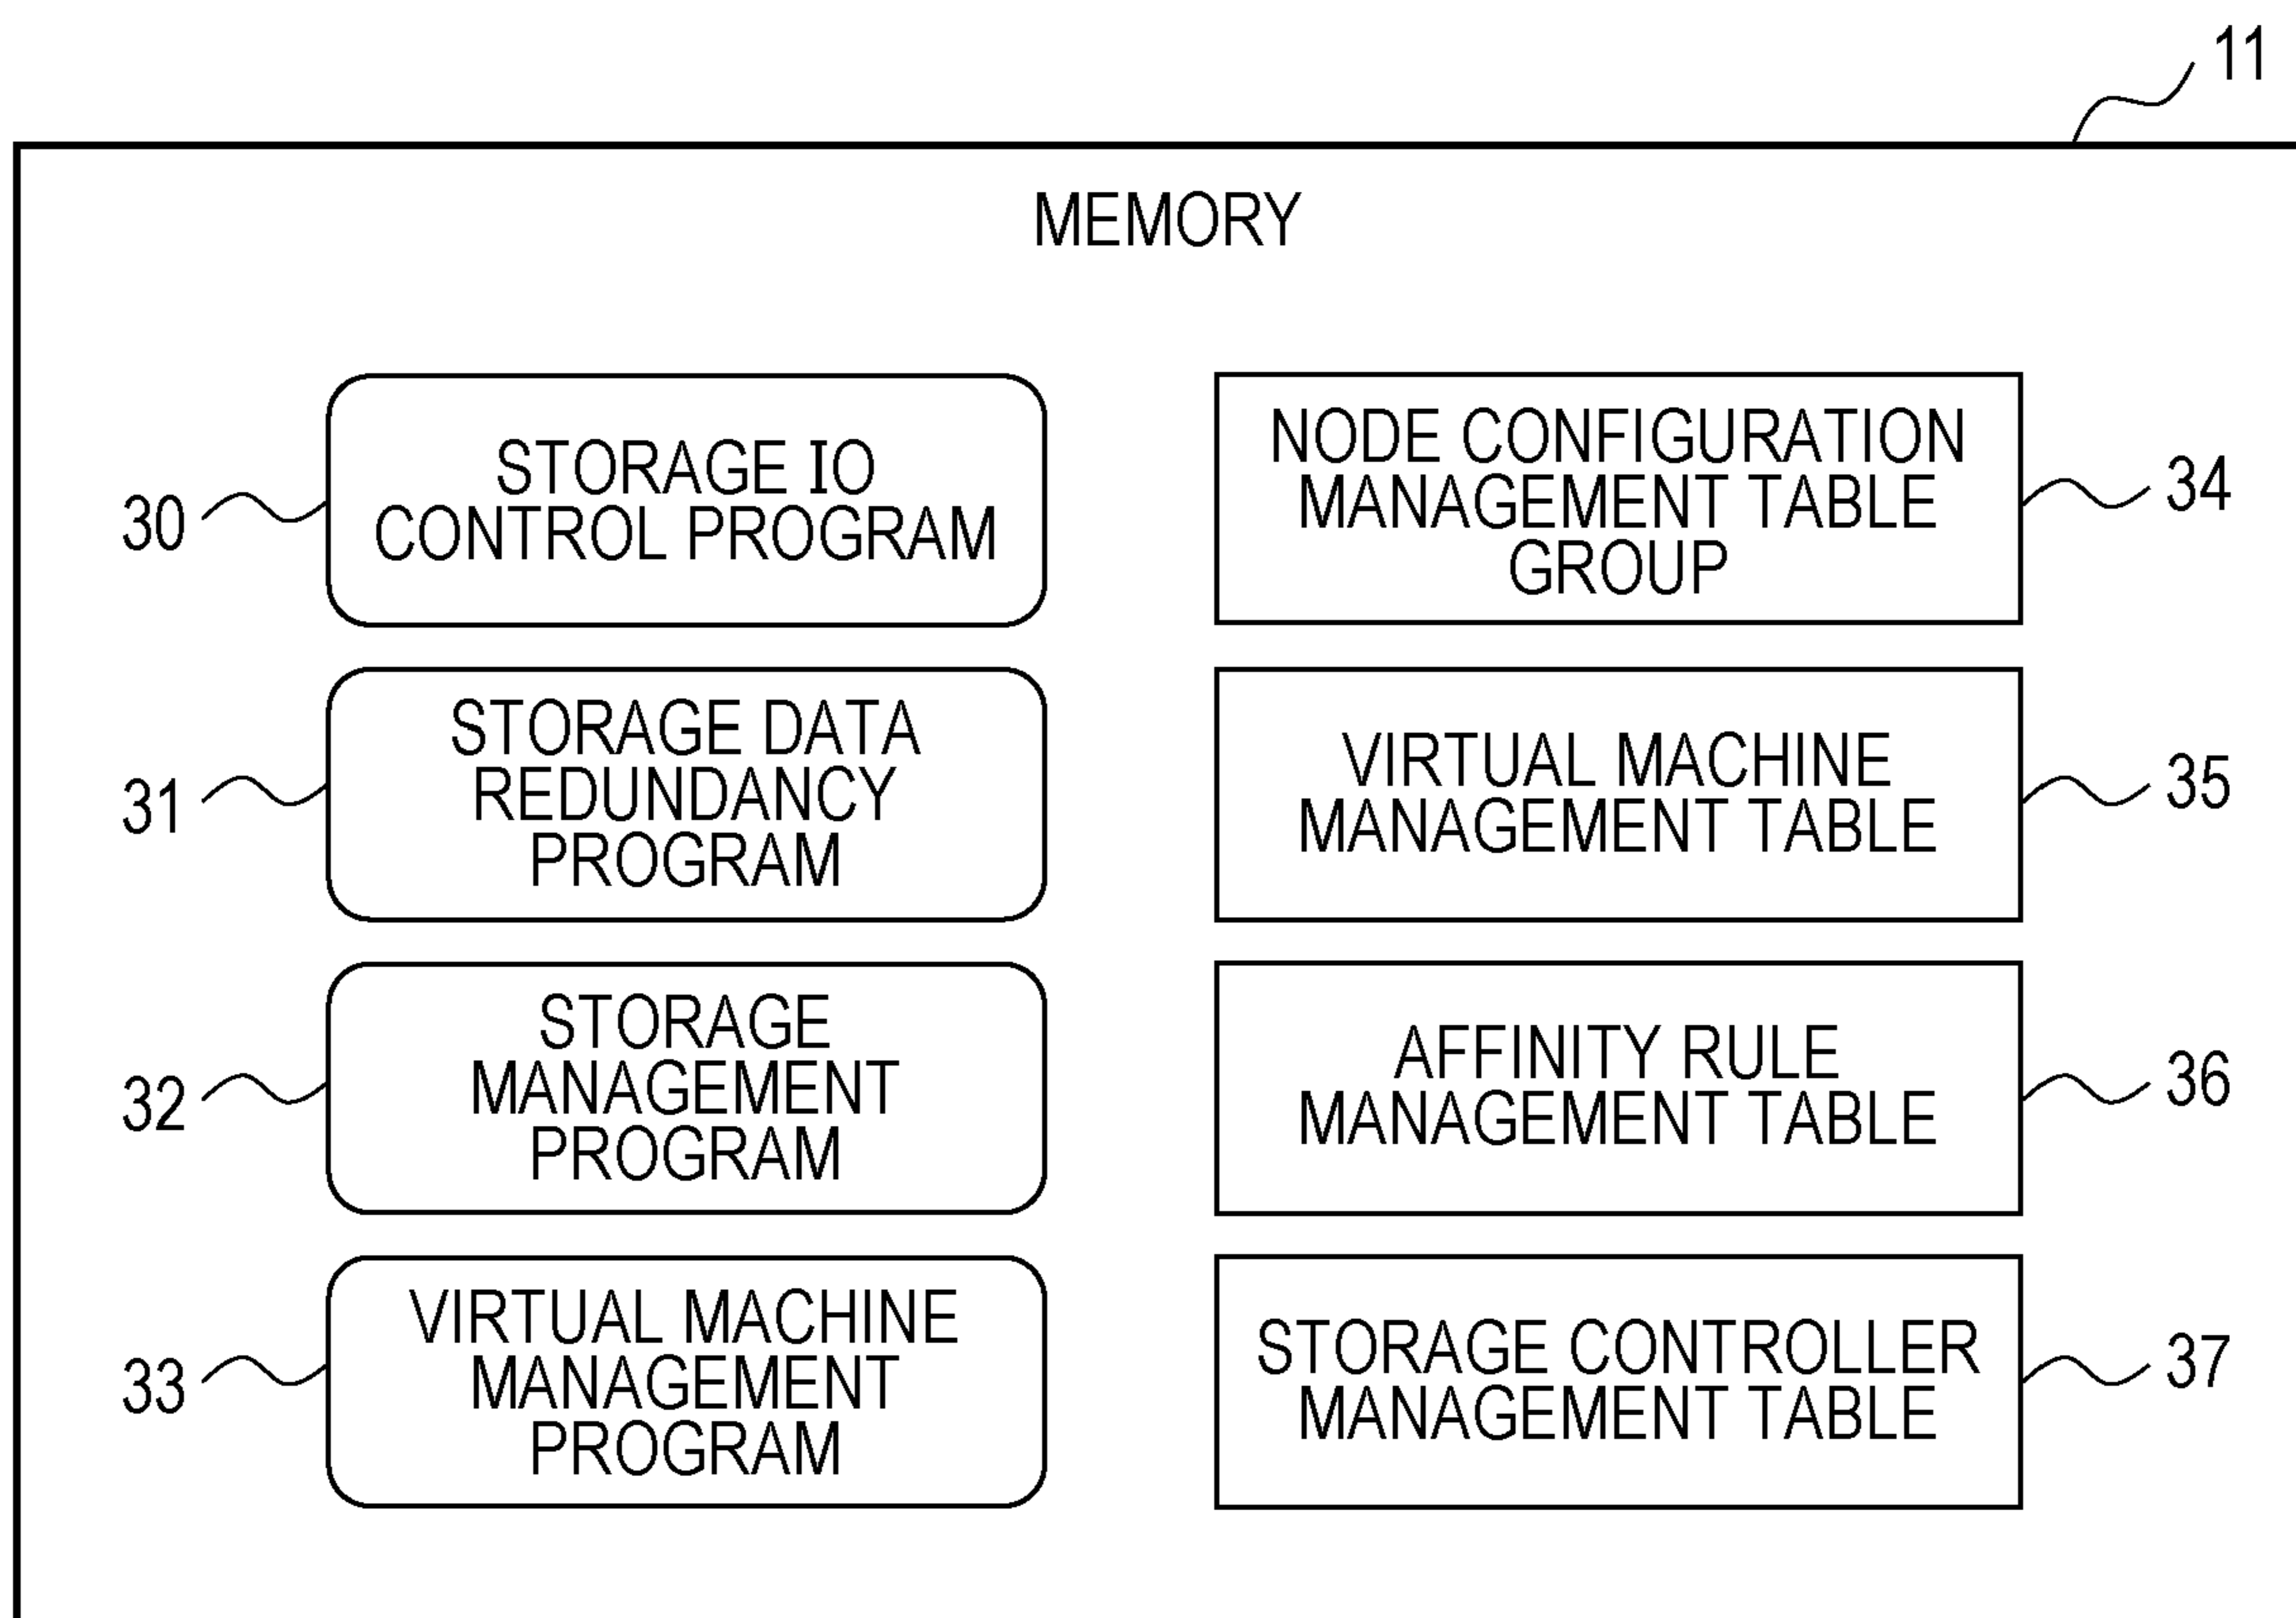 11
MEMORY
30
STORAGE IO
CONTROL PROGRAM
NODE CONFIGURATION
MANAGEMENT TABLE
GROUP
34
31
STORAGE DATA
REDUNDANCY
PROGRAM
VIRTUAL MACHINE
MANAGEMENT TABLE
35
32
STORAGE
MANAGEMENT
PROGRAM
AFFINITY RULE
MANAGEMENT TABLE
36
33
VIRTUAL MACHINE
MANAGEMENT
PROGRAM
STORAGE CONTROLLER
MANAGEMENT TABLE
37